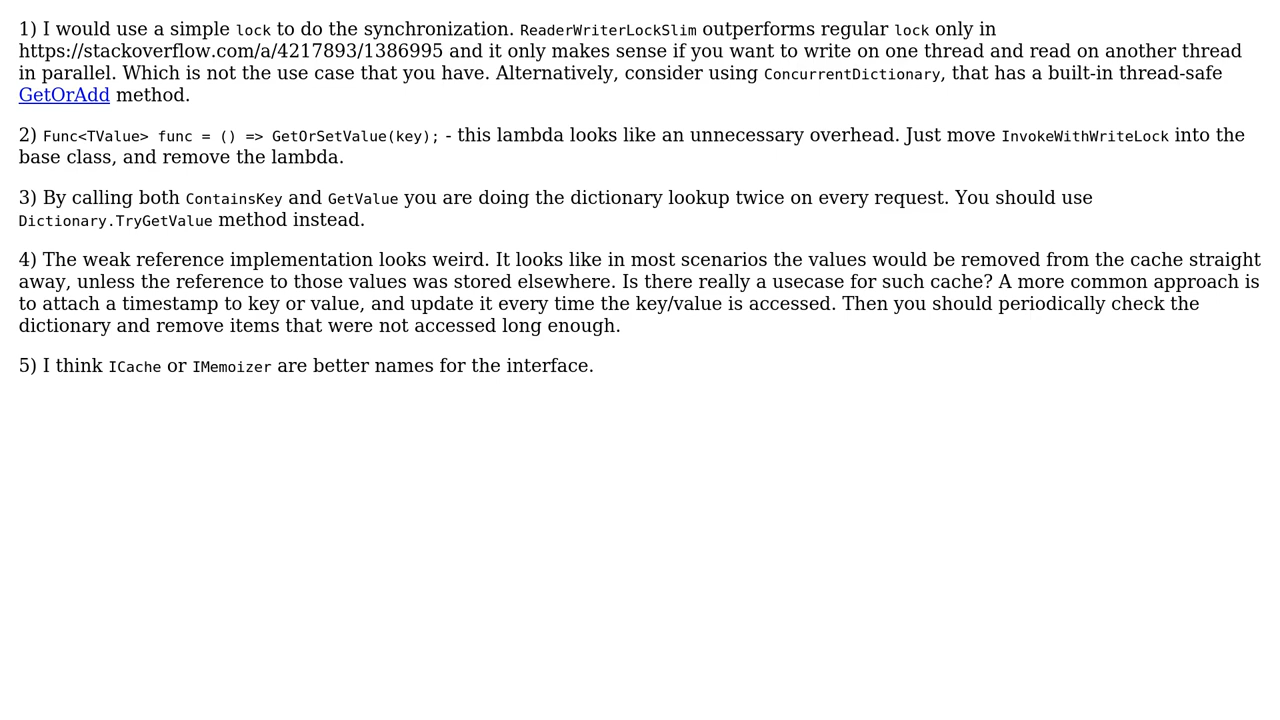 1) I would use a simple lock to do the synchronization. ReaderWriterLockSlim outperforms regular lock only in
https://stackoverflow.com/a/4217893/1386995 and it only makes sense if you want to write on one thread and read on another thread
in parallel. Which is not the use case that you have. Alternatively, consider using ConcurrentDictionary, that has a built-in thread-safe
GetOrAdd method.
2) Func<TValue> func = () => GetOrSetValue(key); - this lambda looks like an unnecessary overhead. Just move InvokeWithWriteLock into the
base class, and remove the lambda.
3) By calling both ContainsKey and GetValue you are doing the dictionary lookup twice on every request. You should use
Dictionary.TryGetValue method instead.
4) The weak reference implementation looks weird. It looks like in most scenarios the values would be removed from the cache straight
away, unless the reference to those values was stored elsewhere. Is there really a usecase for such cache? A more common approach is
to attach a timestamp to key or value, and update it every time the key/value is accessed. Then you should periodically check the
dictionary and remove items that were not accessed long enough.
5) I think ICache or IMemoizer are better names for the interface.